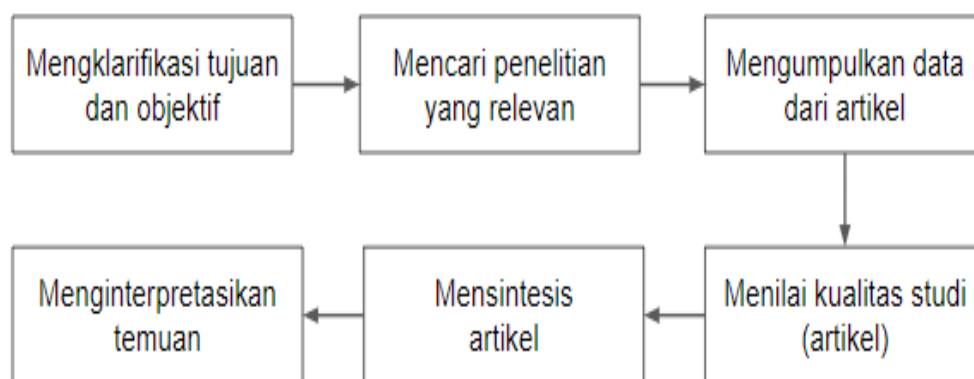 Mengklarifikasi tujuan
dan objektif
Mencari penelitian
yang relevan
Mengumpulkan data
dari artikel
Menilai kualitas studi
(artikel)
Mensintesis
artikel
Menginterpretasikan
temuan